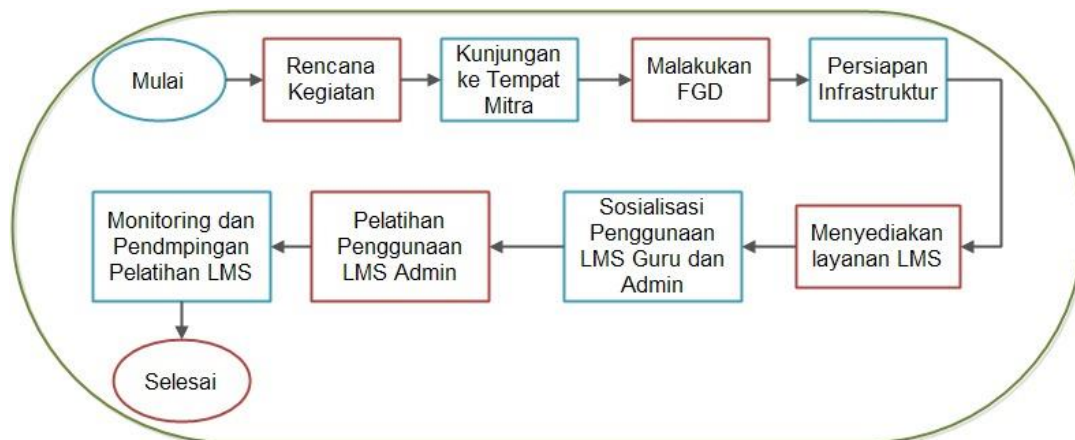 Mulai
Rencana
Kegiatan
Kunjungan
ke Tempat
Mitra
Malakukan
FGD
Persiapan
Infrastruktur
Menyediakan
layanan LMS
Sosialisasi
Penggunaan
LMS Guru dan
Admin
Pelatihan
Penggunaan
LMS Admin
Monitoring dan
Pendmpingan
Pelatihan LMS
Selesai